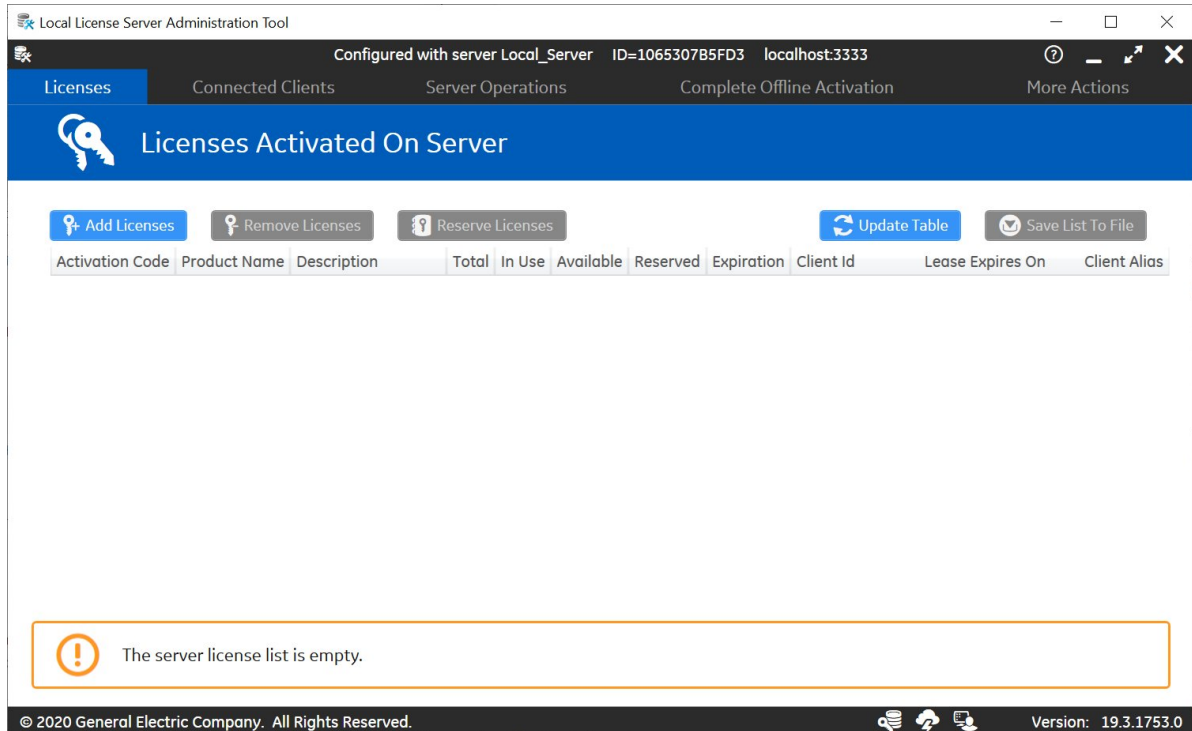 Local License Server Administration Tool
Configured with server Local_Server ID=1065307B5FD3 localhost:3333
Licenses Connected Clients Server Operations Complete Offline Activation More Actions
Licenses Activated On Server
Add Licenses Remove Licenses Reserve Licenses Update Table Save List To File
Activation Code Product Name Description Total In Use Available Reserved Expiration Client Id Lease Expires On Client Alias
The server license list is empty.
© 2020 General Electric Company. All Rights Reserved. Version: 19.3.1753.0